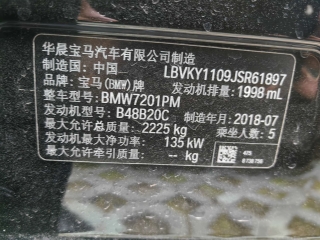 华晨宝马汽车有限公司制造
制造国：中国 LBVKY1109JSR61897
品牌：宝马(BMW)牌 发动机排量：1998 mL
整车型号：BMW7201PM
发动机型号：B48B20C 制造年月：2018-07
最大允许总质量：2225 kg 乘坐人数：5
发动机最大净功率：135 kW
最大允许牵引质量：-- kg